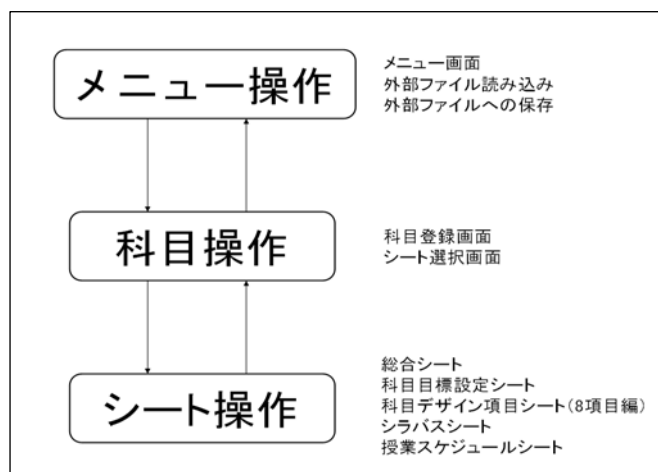 メニュー操作
メニュー画面
外部ファイル読み込み
外部ファイルへの保存
科目操作
科目登録画面
シート選択画面
シート操作
総合シート
科目目標設定シート
科目デザイン項目シート(8項目編)
シラバスシート
授業スケジュールシート